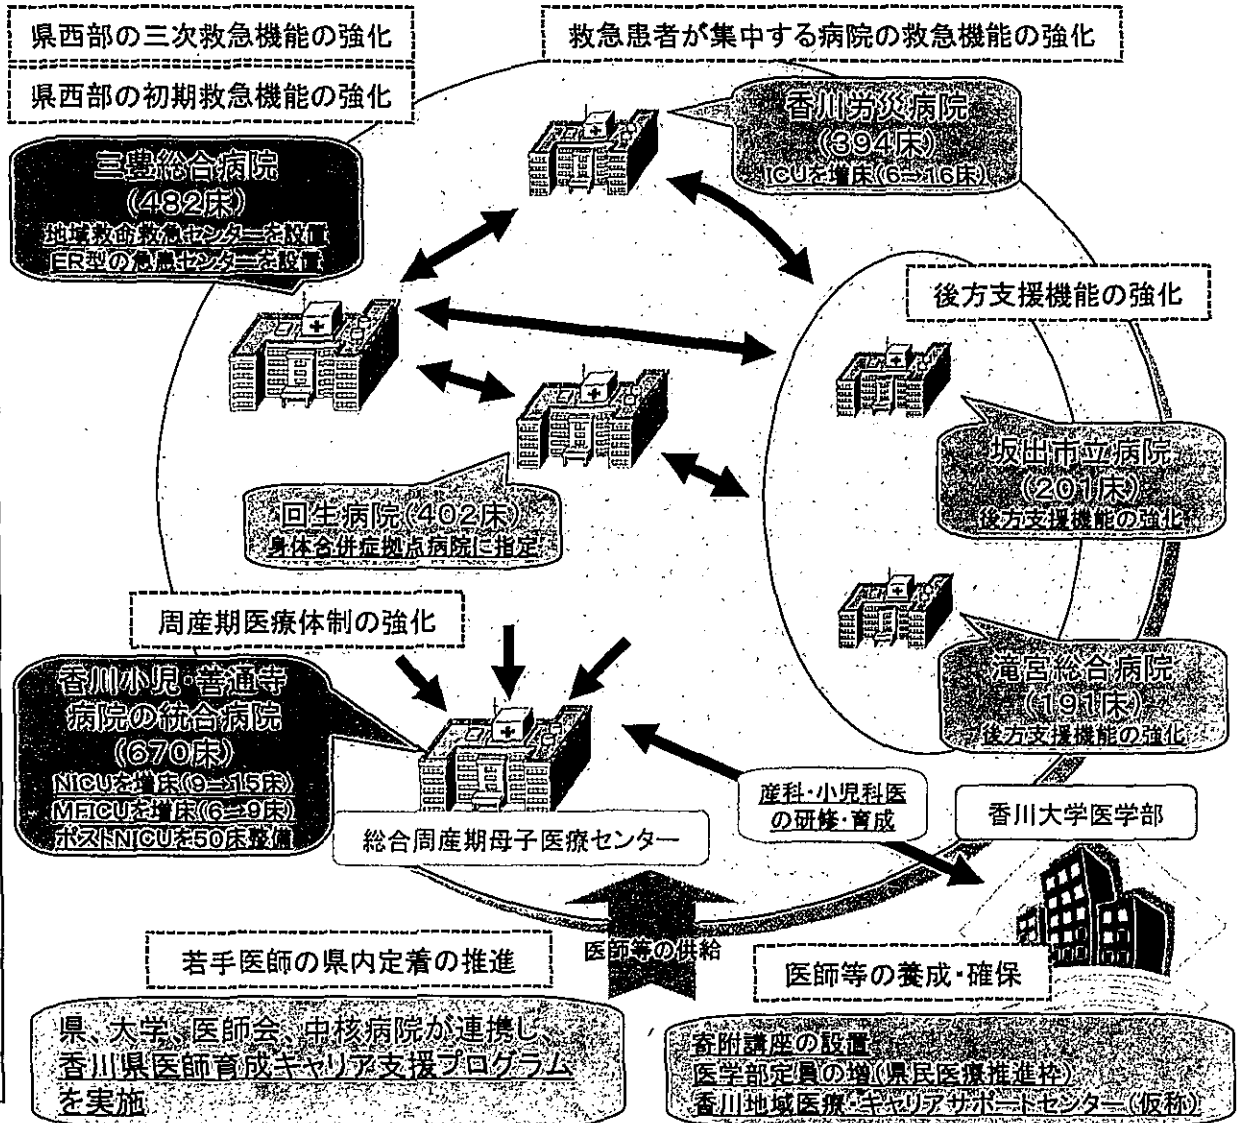 県西部の三次救急機能の強化
県西部の初期救急機能の強化
救急患者が集中する病院の救急機能の強化
三豊総合病院
(482床)
地域救命救急センターを設置
ER型の急患センターを設置
香川労災病院
(394床)
ICUを増床(6→16床)
後方支援機能の強化
坂出市立病院
(201床)
後方支援機能の強化
回生病院(402床)
身体合併症拠点病院に指定
滝宮総合病院
(191床)
後方支援機能の強化
周産期医療体制の強化
香川小児・善通寺
病院の統合病院
(670床)
NICUを増床(9→15床)
MFICUを増床(6→9床)
ポストNICUを50床整備
総合周産期母子医療センター
産科・小児科医
の研修・育成
香川大学医学部
若手医師の県内定着の推進
医師等の供給
医師等の養成・確保
県、大学、医師会、中核病院が連携し
香川県医師育成キャリア支援プログラム
を実施
寄附講座の設置
医学部定員の増(県民医療推進枠)
香川地域医療・キャリアサポートセンター(仮称)